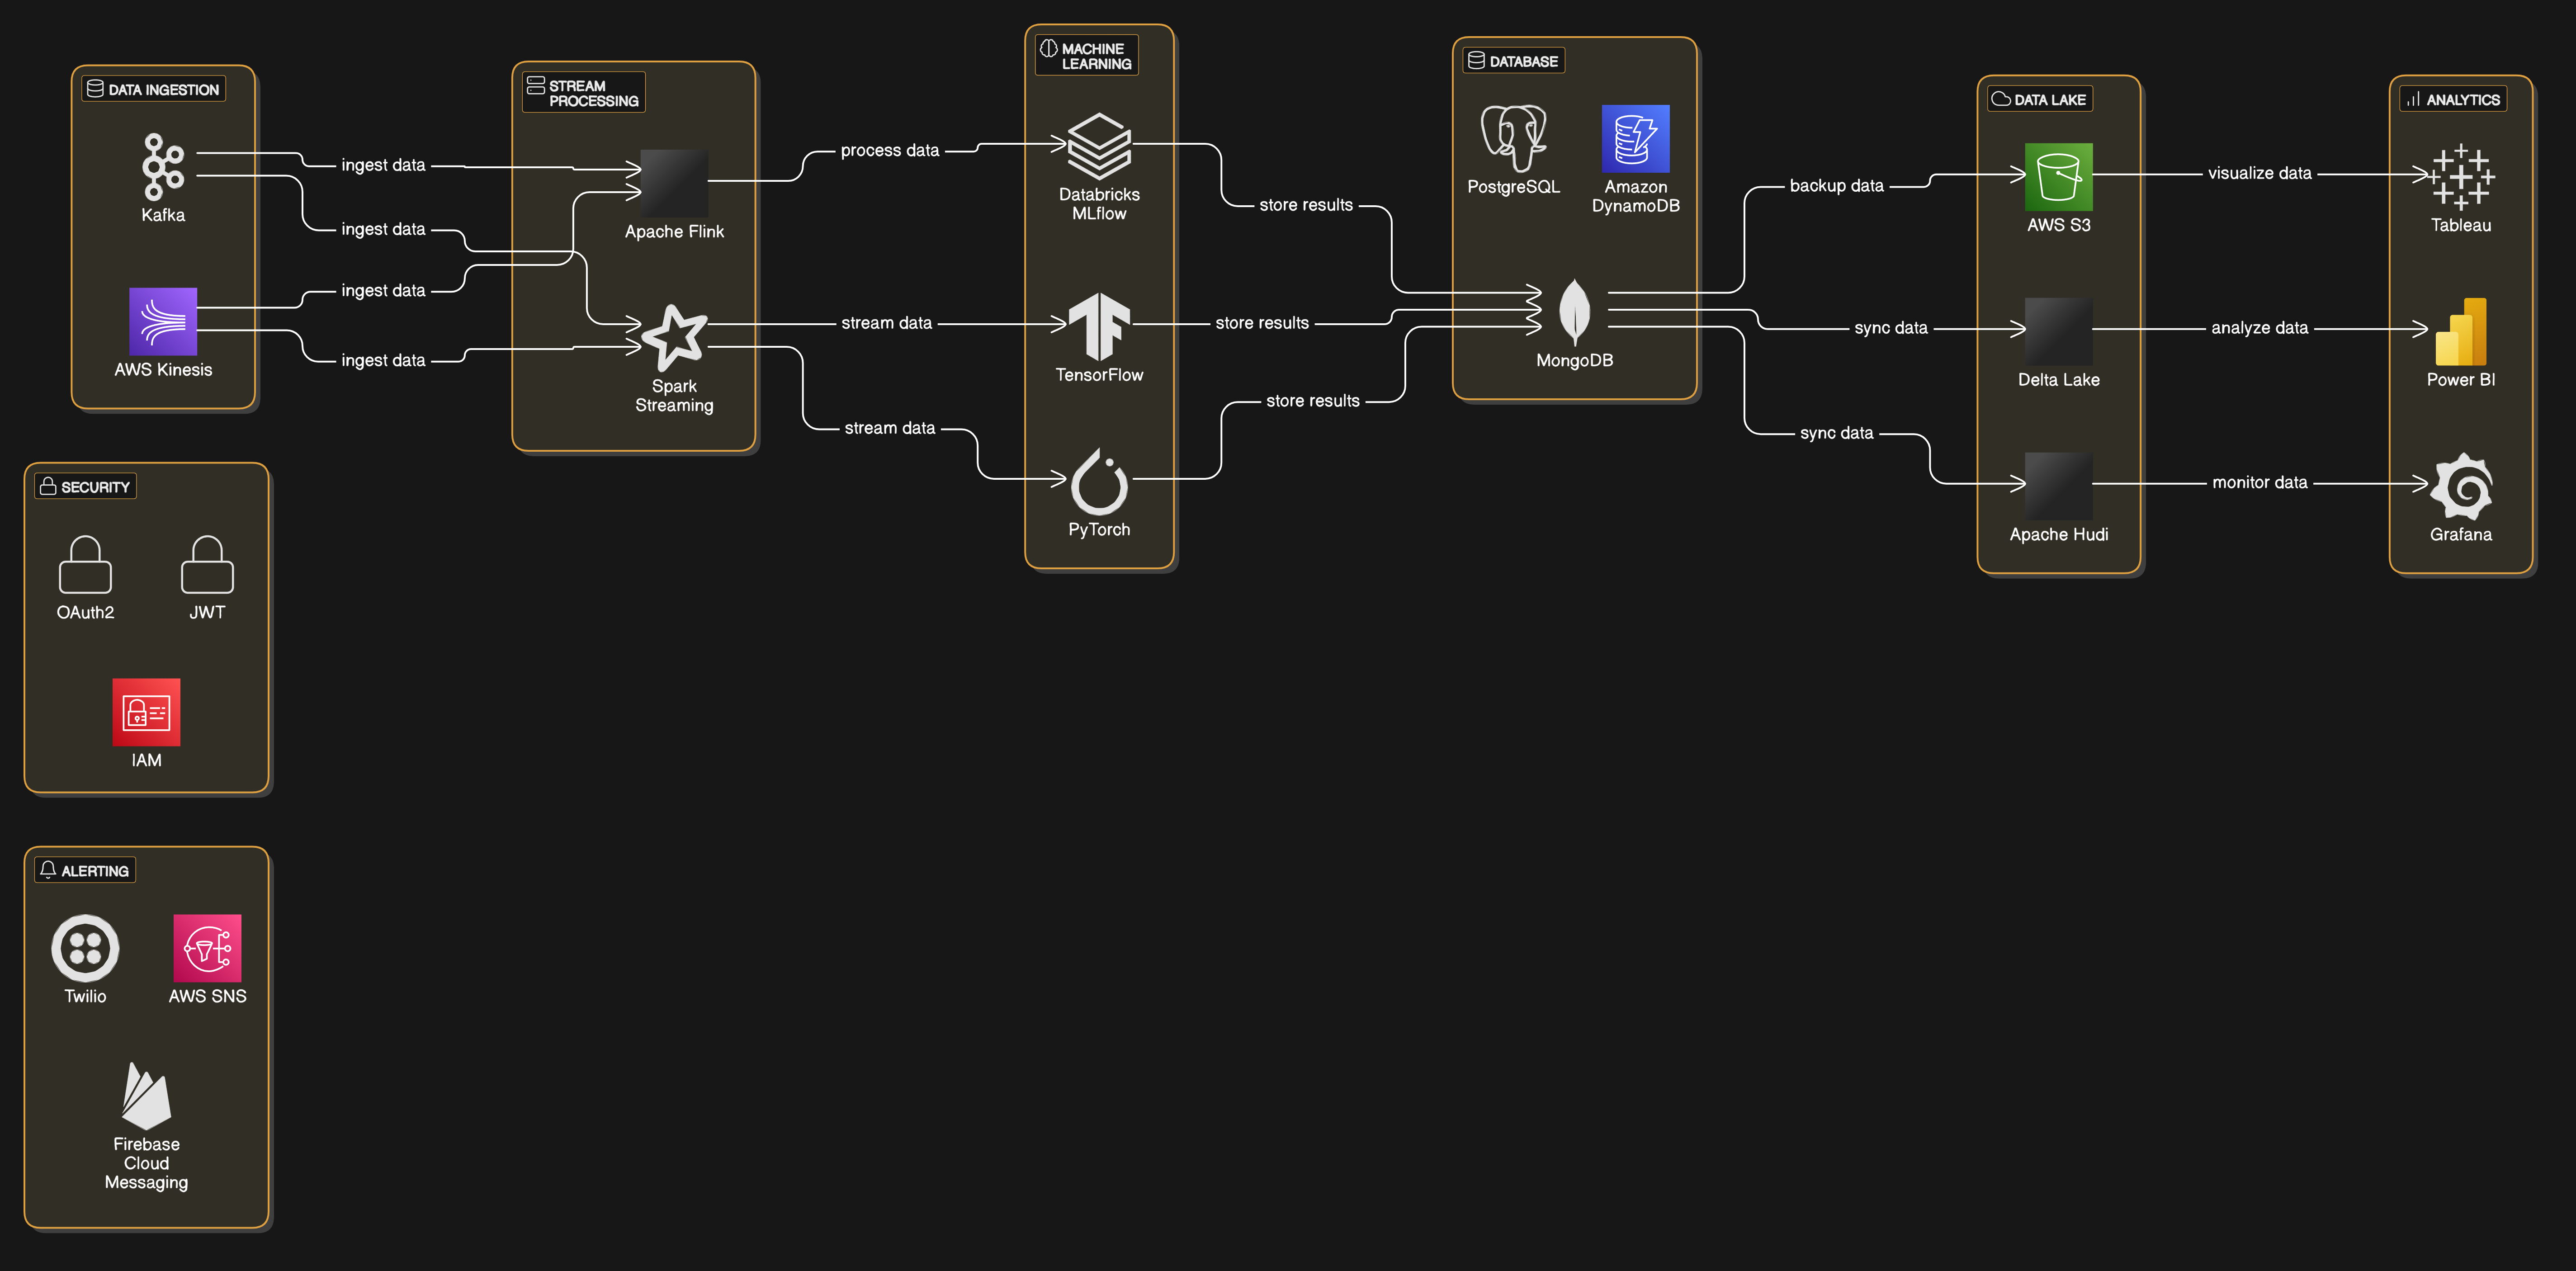 DATA INGESTION
Kafka
AWS Kinesis
ingest data
ingest data
ingest data
ingest data
STREAM
PROCESSING
Apache Flink
Spark
Streaming
process data
stream data
stream data
MACHINE
LEARNING
Databricks
MLflow
TensorFlow
PyTorch
store results
store results
store results
DATABASE
PostgreSQL
Amazon
DynamoDB
MongoDB
backup data
sync data
sync data
DATA LAKE
AWS S3
Delta Lake
Apache Hudi
visualize data
analyze data
monitor data
ANALYTICS
Tableau
Power BI
Grafana
SECURITY
OAuth2
JWT
IAM
ALERTING
Twilio
AWS SNS
Firebase
Cloud
Messaging